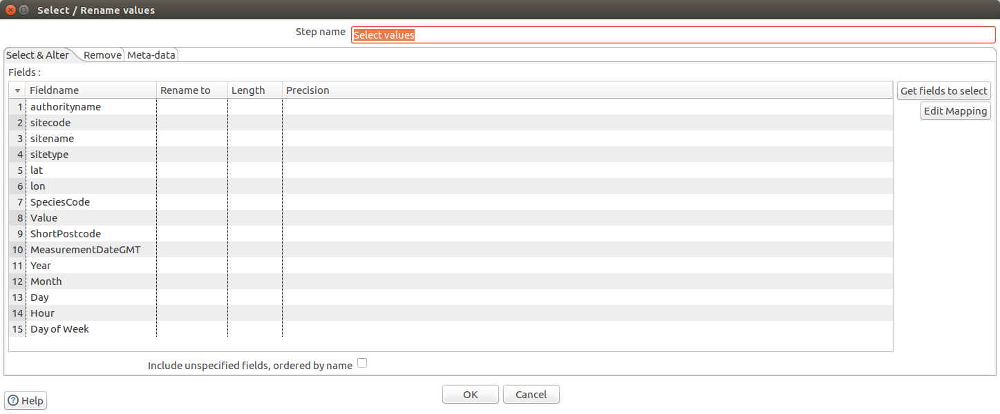 Select / Rename values
Step name Select values
Select & Alter Remove Meta-data
Fields :
Fieldname Rename to Length Precision
Get fields to select
Edit Mapping
1 authorityname
2 sitecode
3 sitename
4 sitetype
5 lat
6 lon
7 SpeciesCode
8 Value
9 ShortPostcode
10 MeasurementDateGMT
11 Year
12 Month
13 Day
14 Hour
15 Day of Week
Include unspecified fields, ordered by name
OK Cancel
? Help